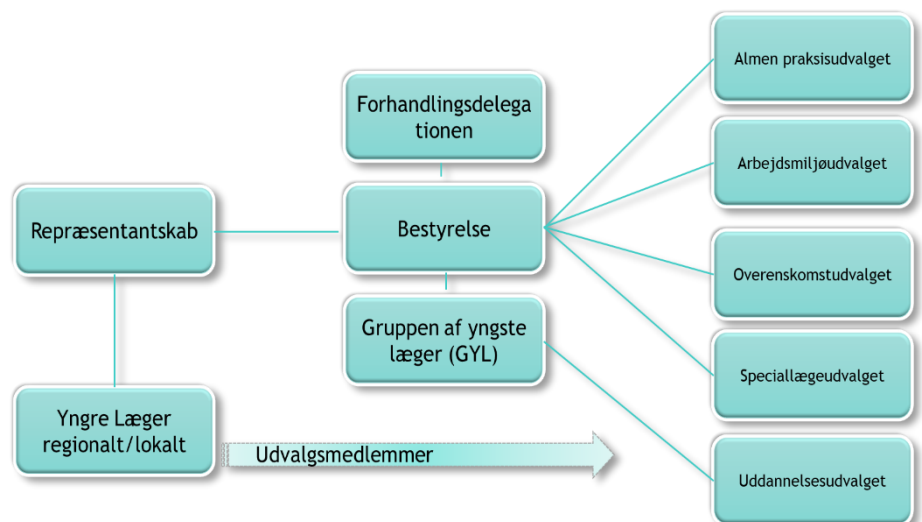 Almen praksisudvalget
Forhandlingsdelega
tionen
Arbejdsmiljøudvalget
Repræsentantskab
Bestyrelse
Overenskomstudvalget
Gruppen af yngste
læger (GYL)
Speciallægeudvalget
Yngre Læger
regionalt/lokalt
Udvalgsmedlemmer
Uddannelsesudvalget